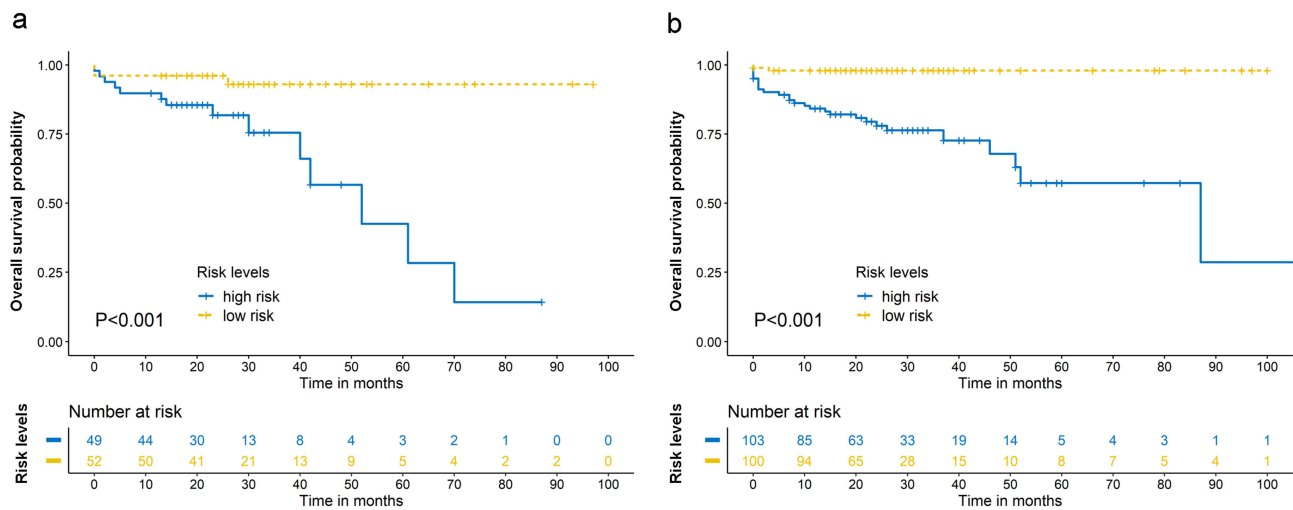 a
Overall survival probability
1.00
0.75
0.50
0.25
0.00
Risk levels
high risk
low risk
P<0.001
0 10 20 30 40 50 60 70 80 90 100
Time in months
Number at risk
Risk levels
49 44 30 13 8 4 3 2 1 0 0
52 50 41 21 13 9 5 4 2 2 0
0 10 20 30 40 50 60 70 80 90 100
Time in months
b
Overall survival probability
1.00
0.75
0.50
0.25
0.00
Risk levels
high risk
low risk
P<0.001
0 10 20 30 40 50 60 70 80 90 100
Time in months
Number at risk
Risk levels
103 85 63 33 19 14 5 4 3 1 1
100 94 65 28 15 10 8 7 5 4 1
0 10 20 30 40 50 60 70 80 90 100
Time in months